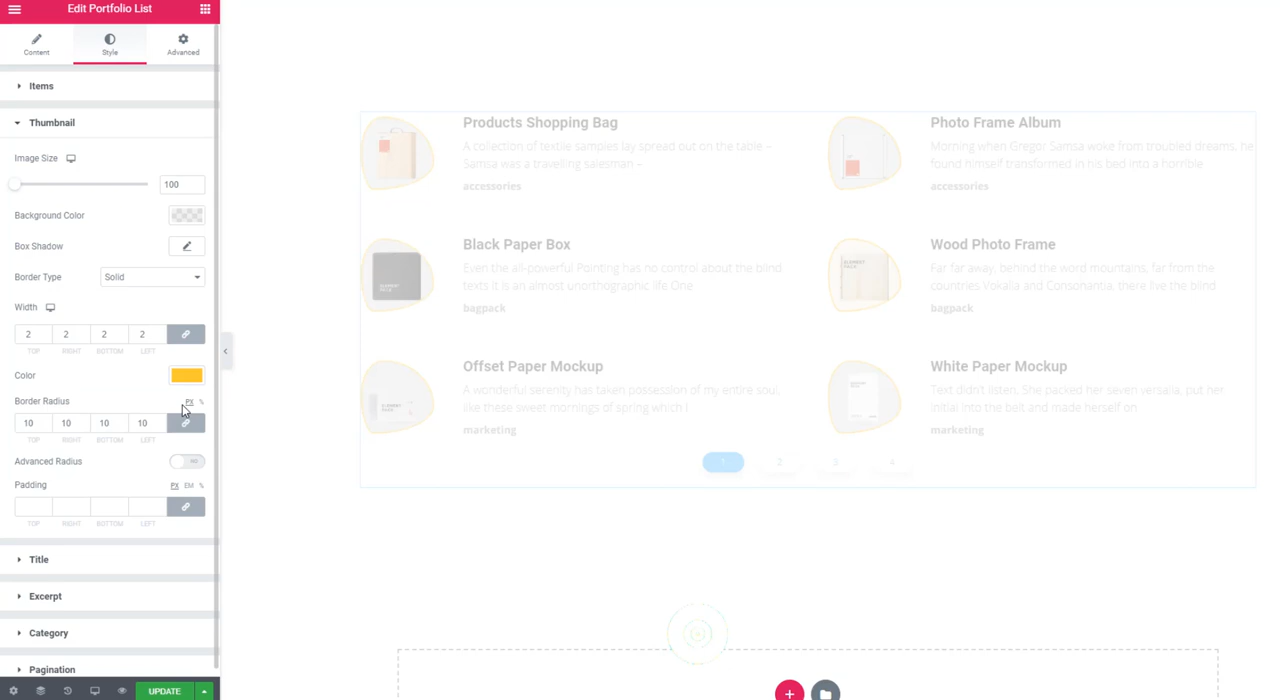 Edit Portfolio List
Content
Style
Advanced
Items
Thumbnail
Image Size
100
Background Color
Box Shadow
Border Type
Solid
Width
2 2 2 2
TOP RIGHT BOTTOM LEFT
Color
Border Radius
PX %
10 10 10 10
TOP RIGHT BOTTOM LEFT
Advanced Radius
NO
Padding
PX EM %
TOP RIGHT BOTTOM LEFT
Title
Excerpt
Category
Pagination
UPDATE
Products Shopping Bag
A collection of textile samples lay spread out on the table –
Samsa was a travelling salesman –
accessories
Photo Frame Album
Morning when Gregor Samsa woke from troubled dreams, he
found himself transformed in his bed into a horrible
accessories
Black Paper Box
Even the all-powerful Pointing has no control about the blind
texts it is an almost unorthographic life One
bagpack
Wood Photo Frame
Far far away, behind the word mountains, far from the
countries Vokalia and Consonantia, there live the blind
bagpack
Offset Paper Mockup
A wonderful serenity has taken possession of my entire soul,
like these sweet mornings of spring which I
marketing
White Paper Mockup
Text didn't listen. She packed her seven versalia, put her
initial into the belt and made herself on
marketing
1 2 3 4